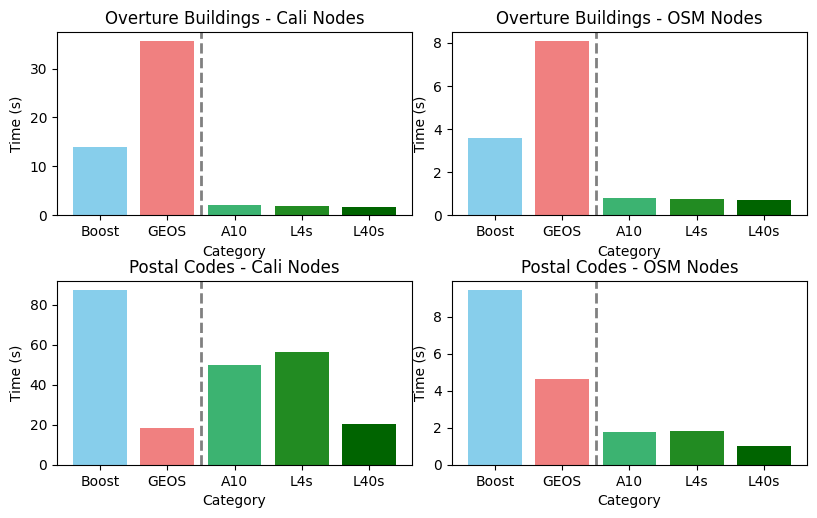 Overture Buildings - Cali Nodes
Time (s)
30
20
10
0
Boost GEOS A10 L4s L40s
Category
Overture Buildings - OSM Nodes
Time (s)
8
6
4
2
0
Boost GEOS A10 L4s L40s
Category
Postal Codes - Cali Nodes
Time (s)
80
60
40
20
0
Boost GEOS A10 L4s L40s
Category
Postal Codes - OSM Nodes
Time (s)
8
6
4
2
0
Boost GEOS A10 L4s L40s
Category